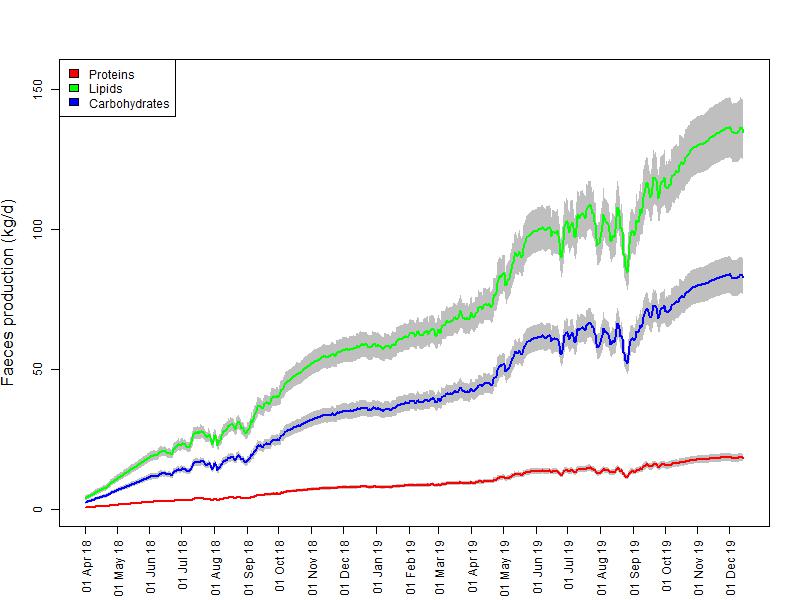 Proteins
Lipids
Carbohydrates
Faeces production (kg/d)
150
100
50
0
01 Apr 18
01 May 18
01 Jun 18
01 Jul 18
01 Aug 18
01 Sep 18
01 Oct 18
01 Nov 18
01 Dec 18
01 Jan 19
01 Feb 19
01 Mar 19
01 Apr 19
01 May 19
01 Jun 19
01 Jul 19
01 Aug 19
01 Sep 19
01 Oct 19
01 Nov 19
01 Dec 19